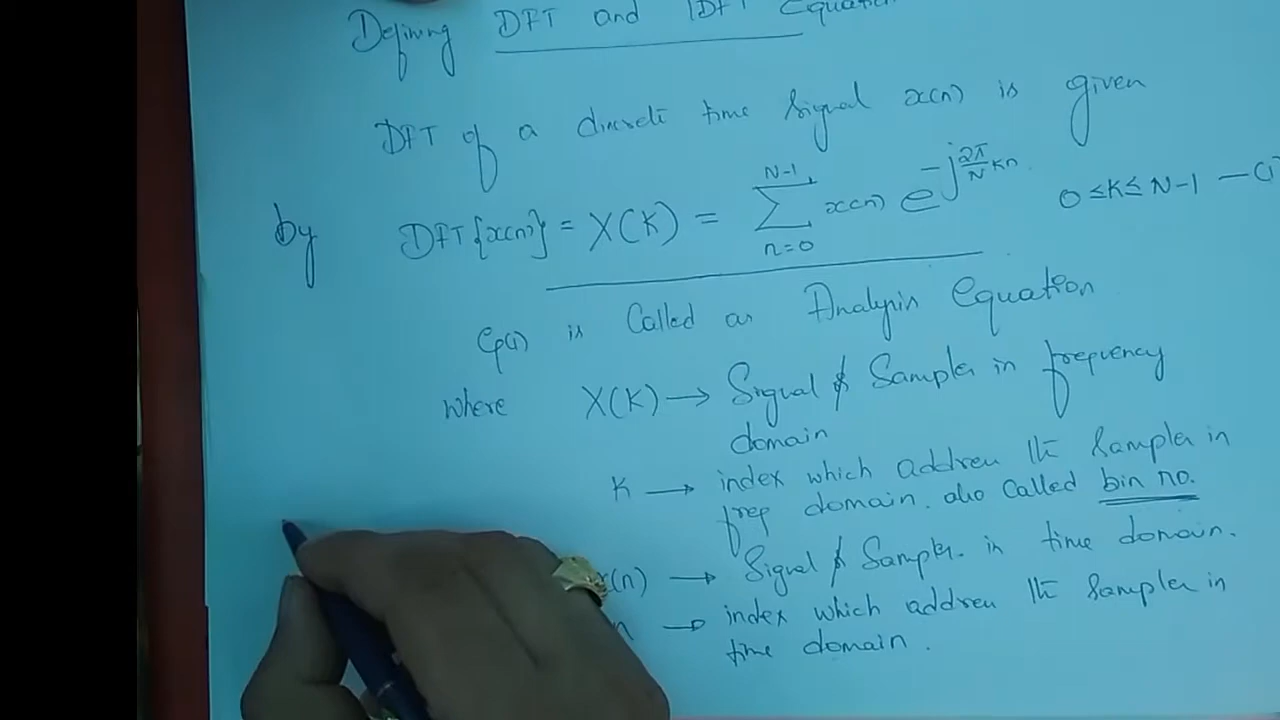 Defining DFT and IDFT Equation
DFT of a discrete time signal x(n) is given
by DFT{x(n)} = X(K) = \sum_{n=0}^{N-1} x(n) e^{-j\frac{2π}{N}Kn} 0 ≤ K ≤ N-1 —(1)
Eq(1) is Called as Analysis Equation
where X(K) → Signal & Samples in frequency
domain
K → index which address the samples in
freq domain. also Called bin no.
x(n) → Signal & Samples. in time domain.
n → index which address the samples in
time domain.